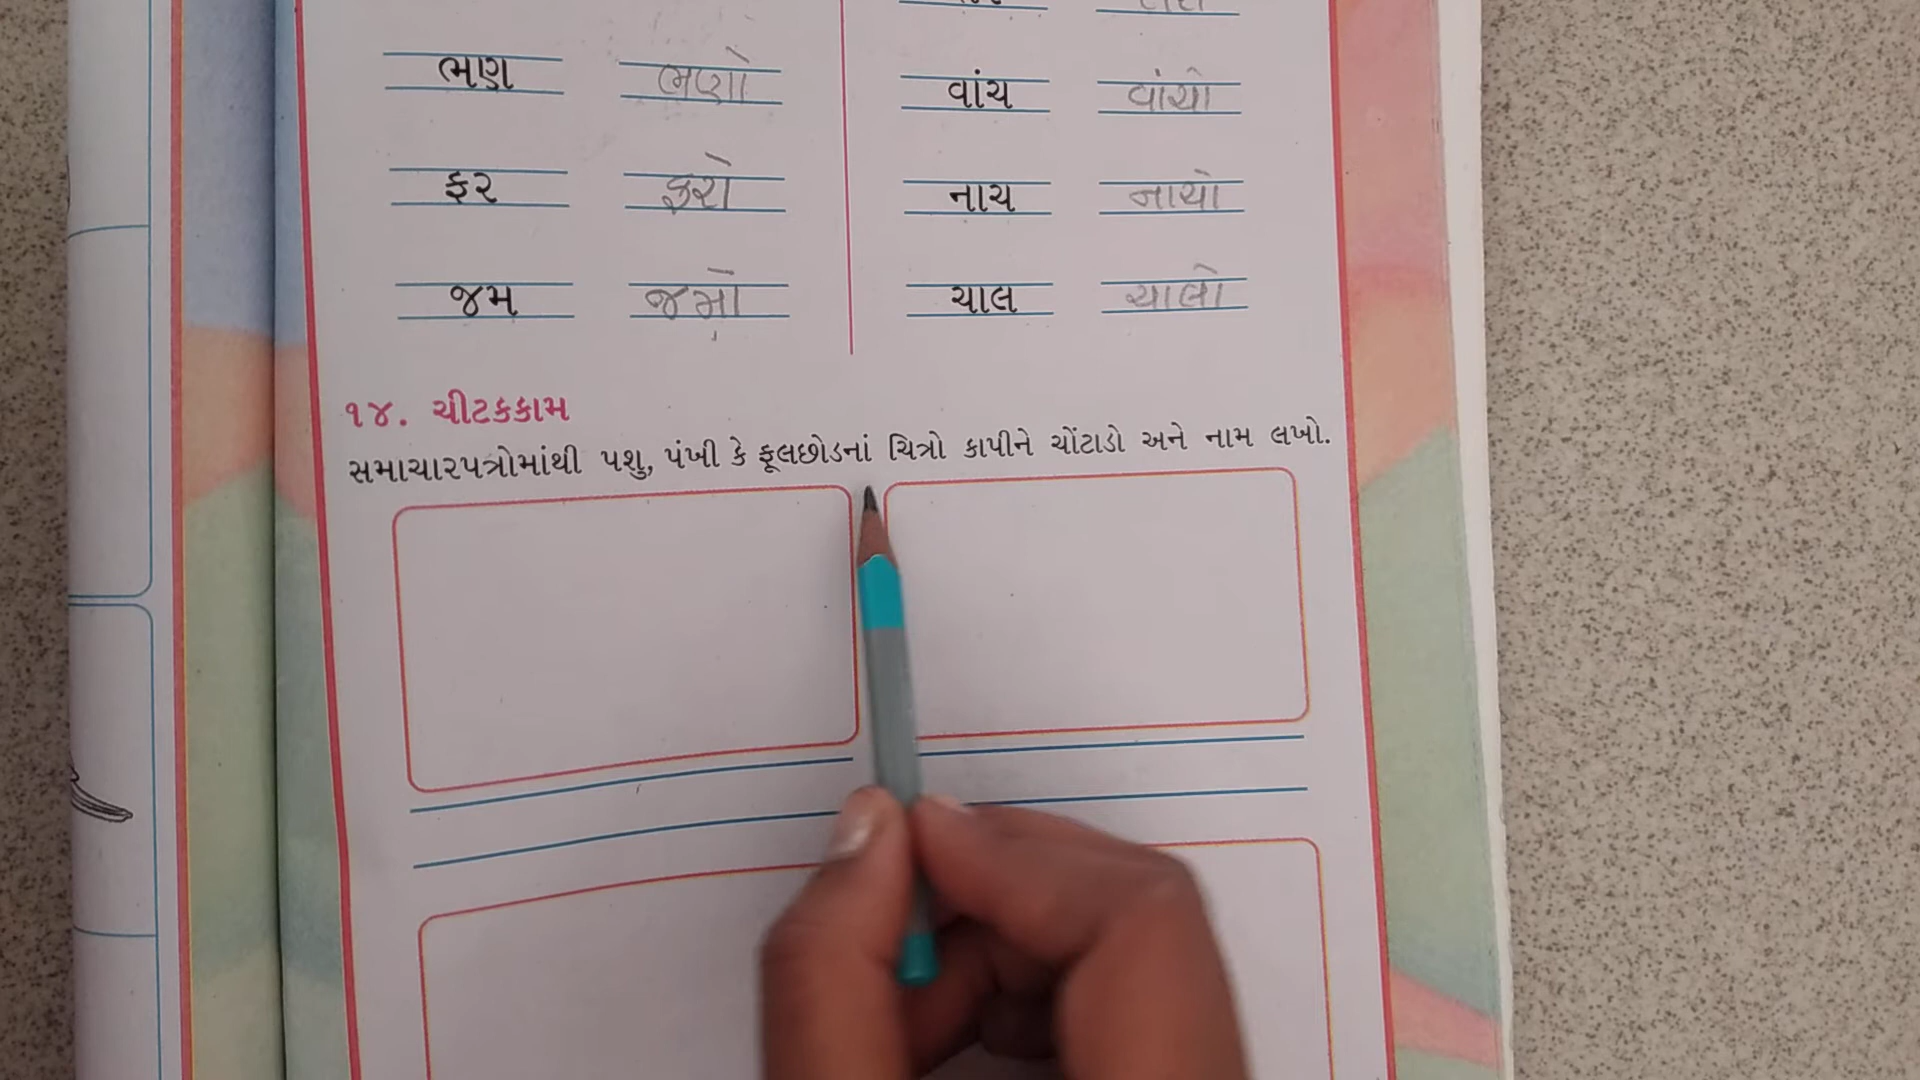 ભણ ભણો
વાંચ વાંચો
ફર ફરો
નાચ નાચો
જમ જમો
ચાલ ચાલો
૧૪. ચીટકકામ
સમાચારપત્રોમાંથી પશુ, પંખી કે ફૂલછોડનાં ચિત્રો કાપીને ચોંટાડો અને નામ લખો.